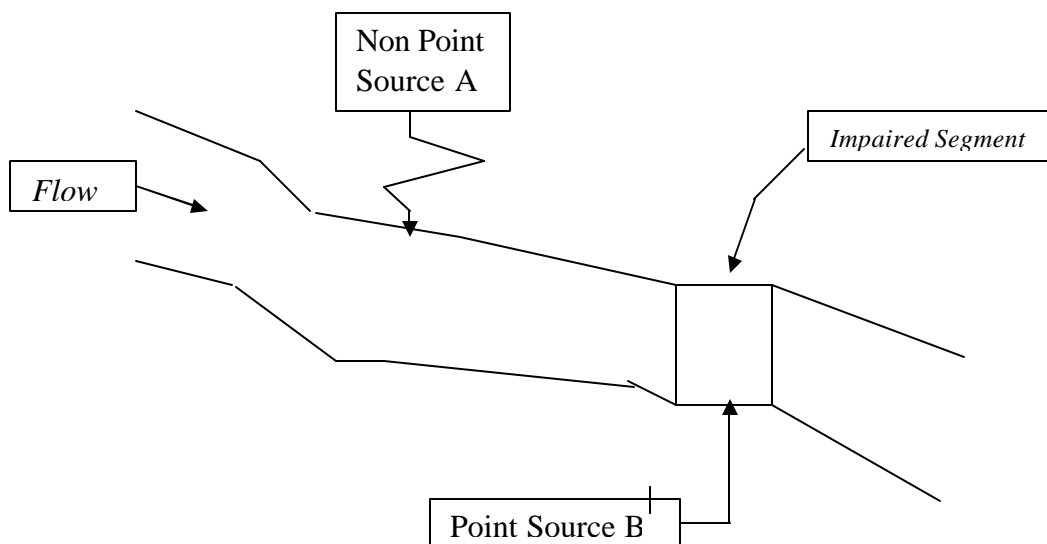 Non Point
Source A
Impaired Segment
Flow
Point Source B